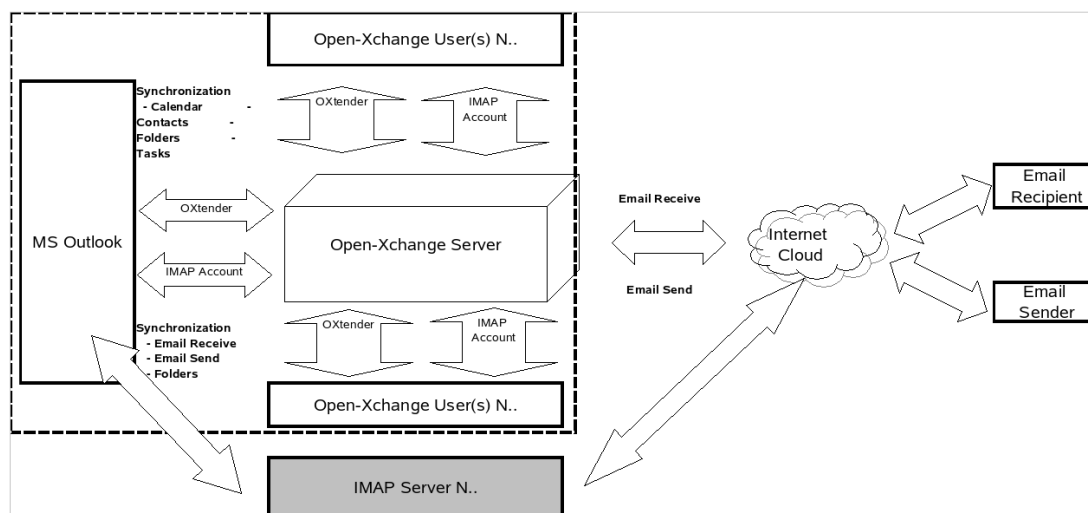 Open-Xchange User(s) N..
Synchronization
- Calendar -
Contacts -
Folders -
Tasks
OXtender
IMAP
Account
MS Outlook
OXtender
IMAP Account
Open-Xchange Server
Email Receive
Email Send
Internet
Cloud
Email
Recipient
Email
Sender
Synchronization
- Email Receive
- Email Send
- Folders
OXtender
IMAP
Account
Open-Xchange User(s) N..
IMAP Server N..